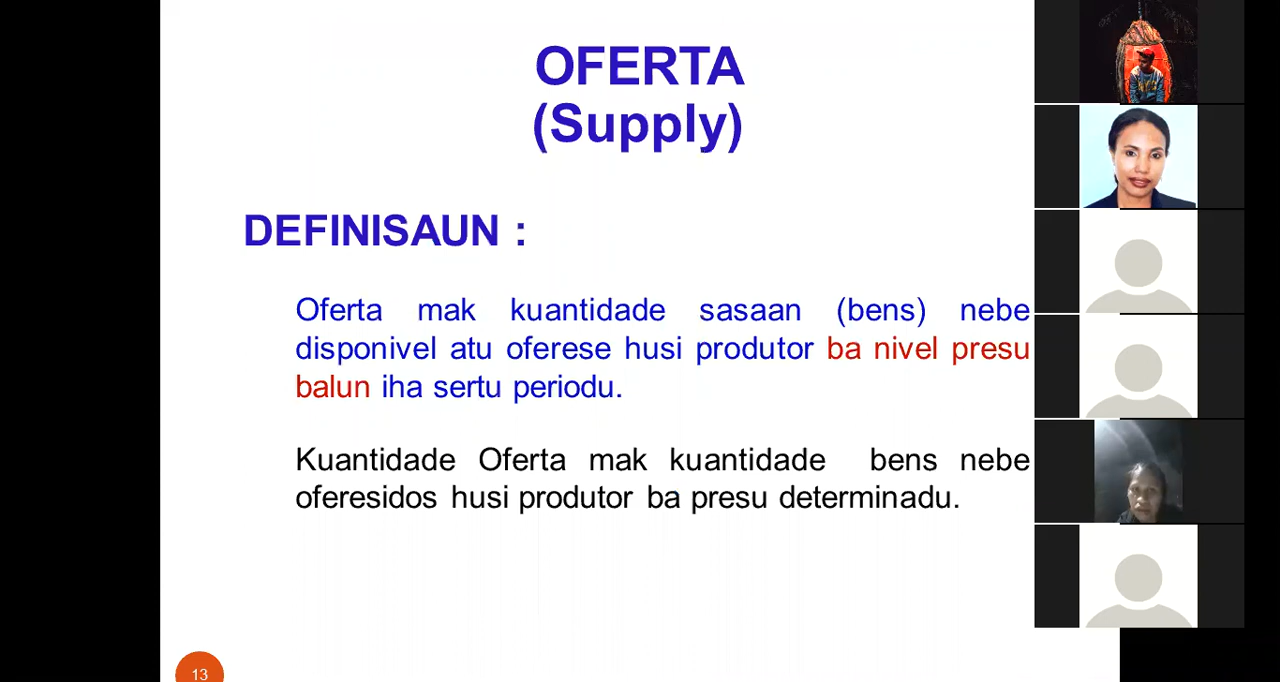 OFERTA
(Supply)
DEFINISAUN :
Oferta mak kuantidade sasaan (bens) nebe
disponivel atu oferese husi produtor ba nivel presu
balun iha sertu periodu.
Kuantidade Oferta mak kuantidade bens nebe
oferesidos husi produtor ba presu determinadu.
13